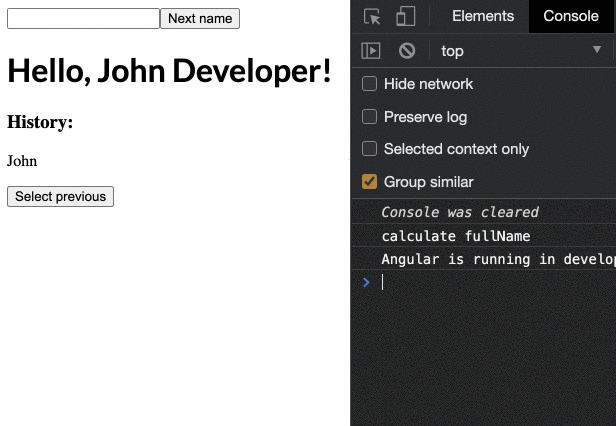 Next name
Hello, John Developer!
History:
John
Select previous
Elements Console
top
Hide network
Preserve log
Selected context only
Group similar
Console was cleared
calculate fullName
Angular is running in develop